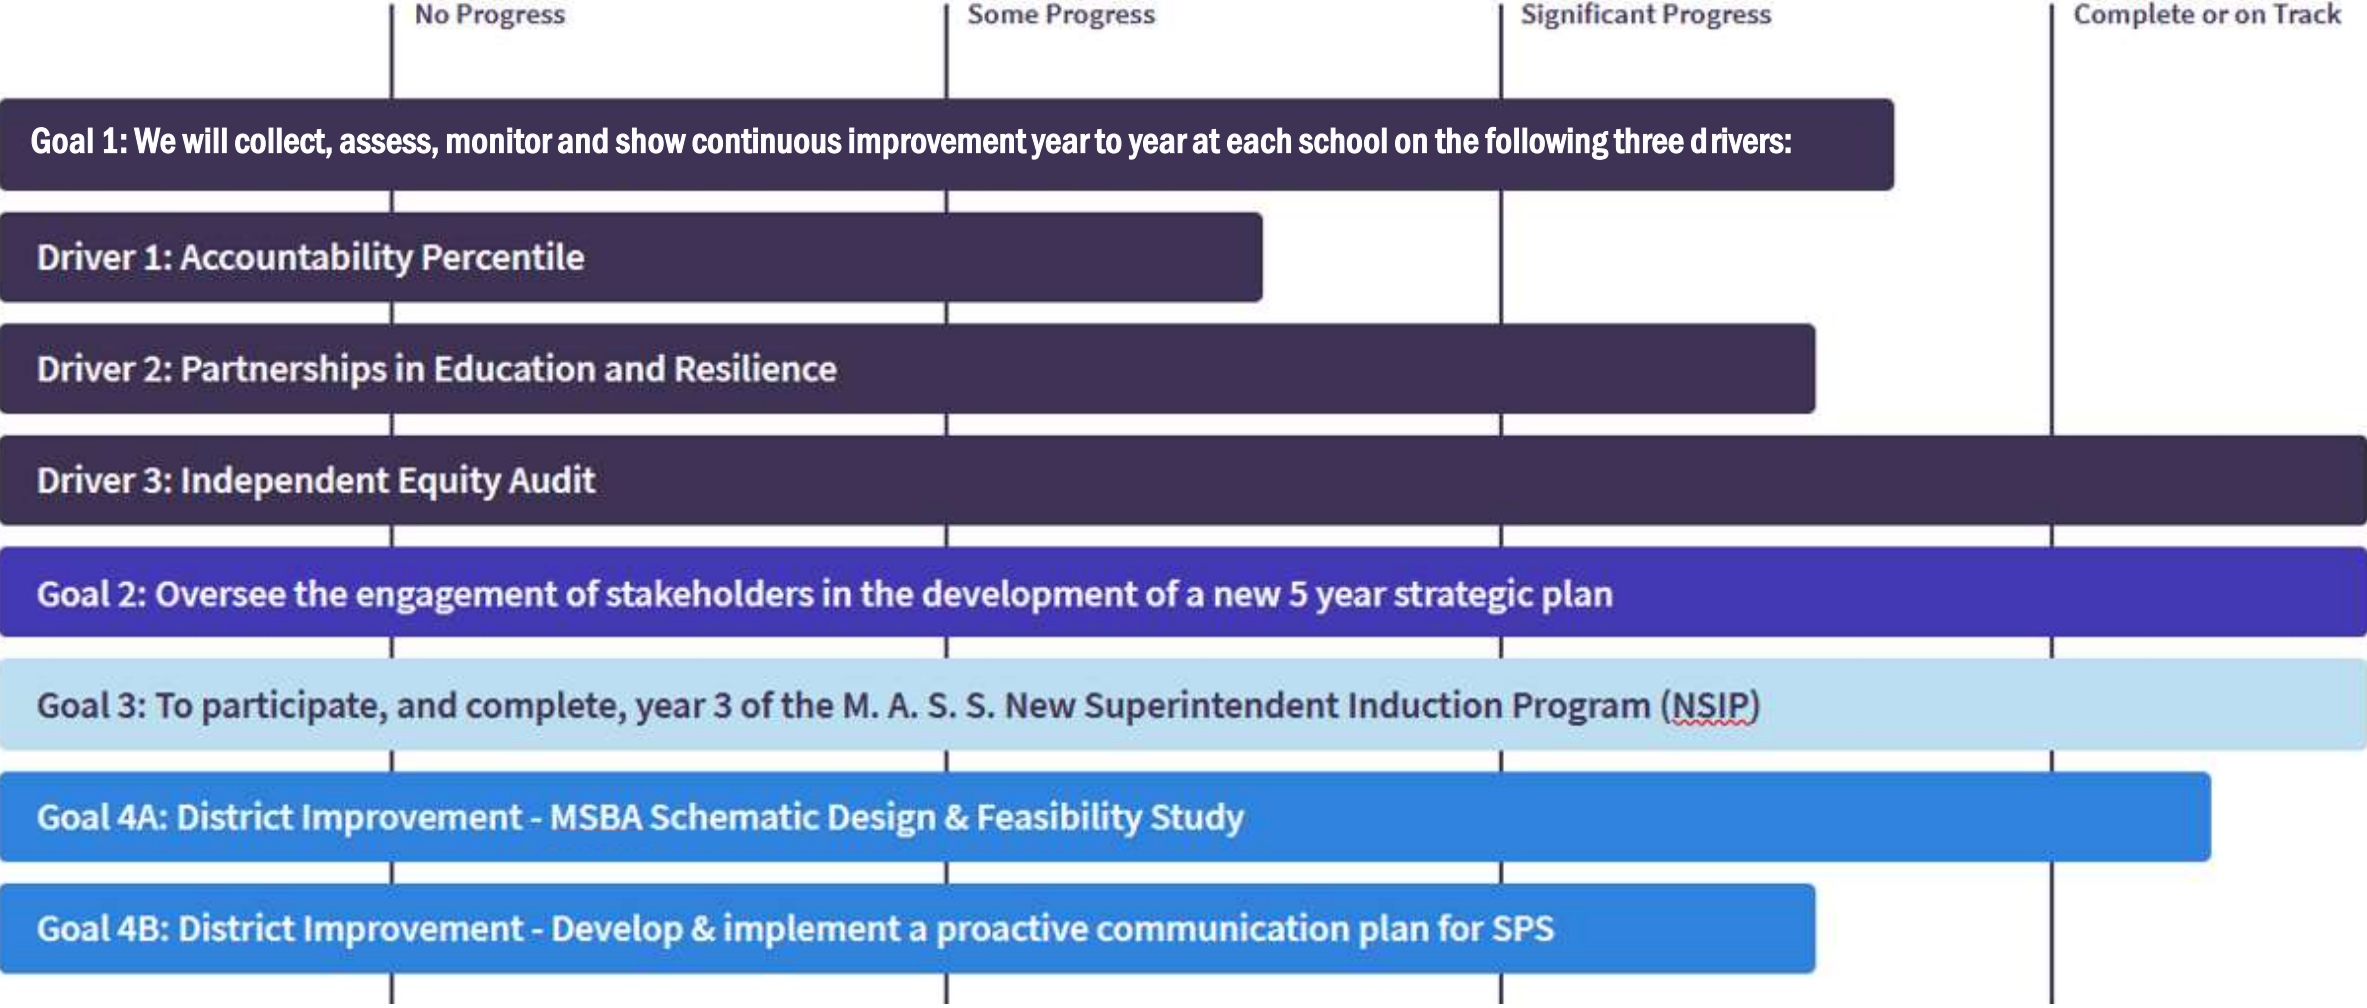 No Progress
Some Progress
Significant Progress
Complete or on Track
Goal 1: We will collect, assess, monitor and show continuous improvement year to year at each school on the following three drivers:
Driver 1: Accountability Percentile
Driver 2: Partnerships in Education and Resilience
Driver 3: Independent Equity Audit
Goal 2: Oversee the engagement of stakeholders in the development of a new 5 year strategic plan
Goal 3: To participate, and complete, year 3 of the M. A. S. S. New Superintendent Induction Program (NSIP)
Goal 4A: District Improvement - MSBA Schematic Design & Feasibility Study
Goal 4B: District Improvement - Develop & implement a proactive communication plan for SPS